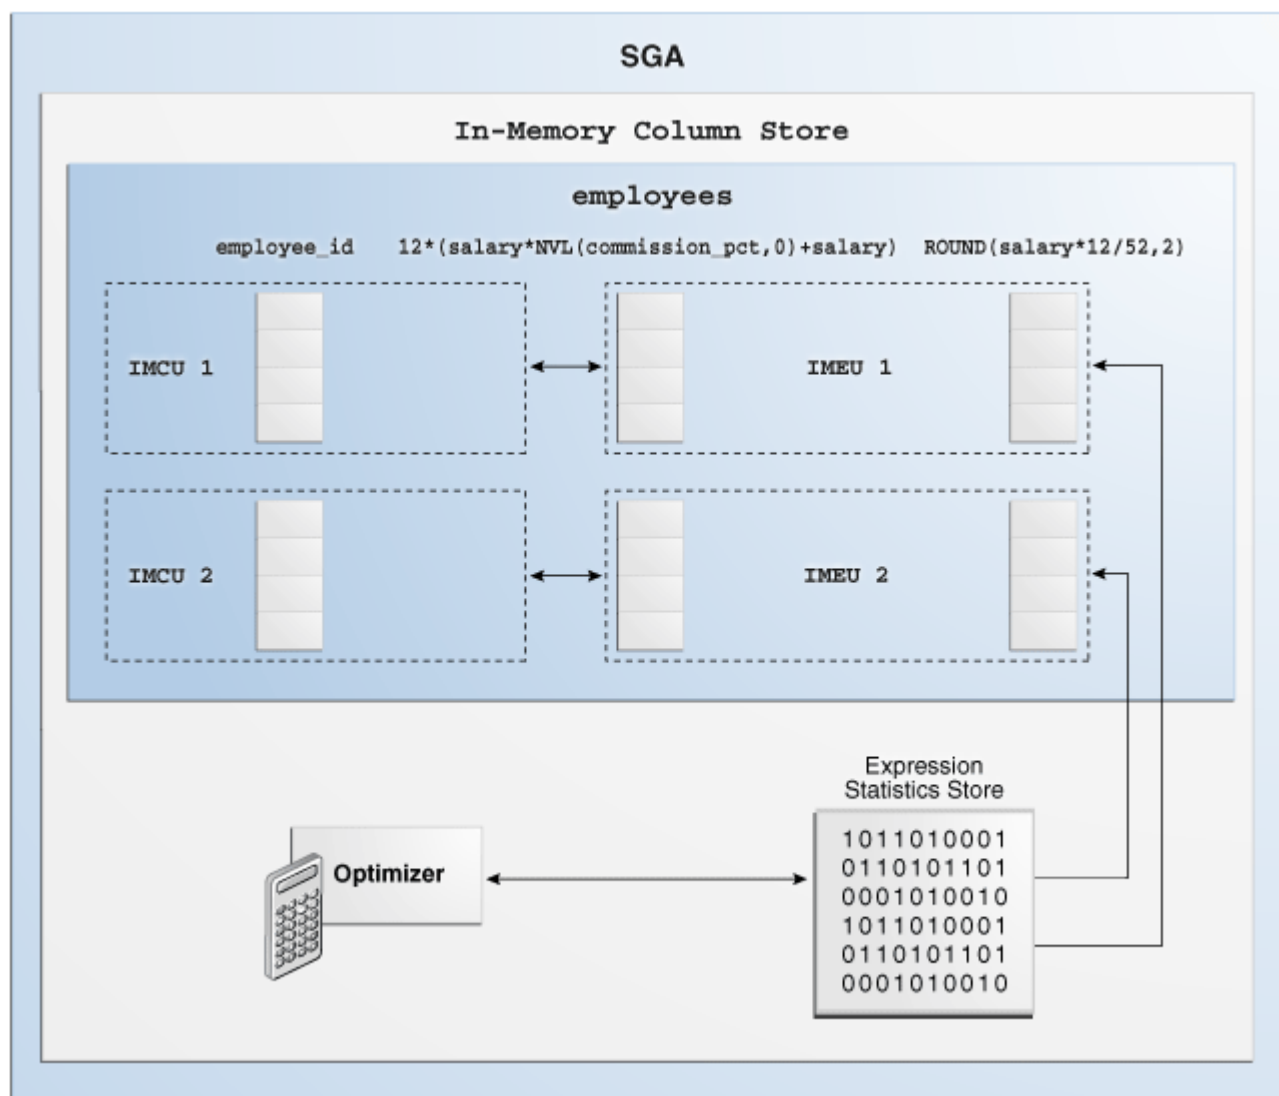 SGA
In-Memory Column Store
employees
employee_id 12*(salary*NVL(commission_pct,0)+salary) ROUND(salary*12/52,2)
IMCU 1 IMEU 1
IMCU 2 IMEU 2
Expression
Statistics Store
Optimizer
1011010001
0110101101
0001010010
1011010001
0110101101
0001010010